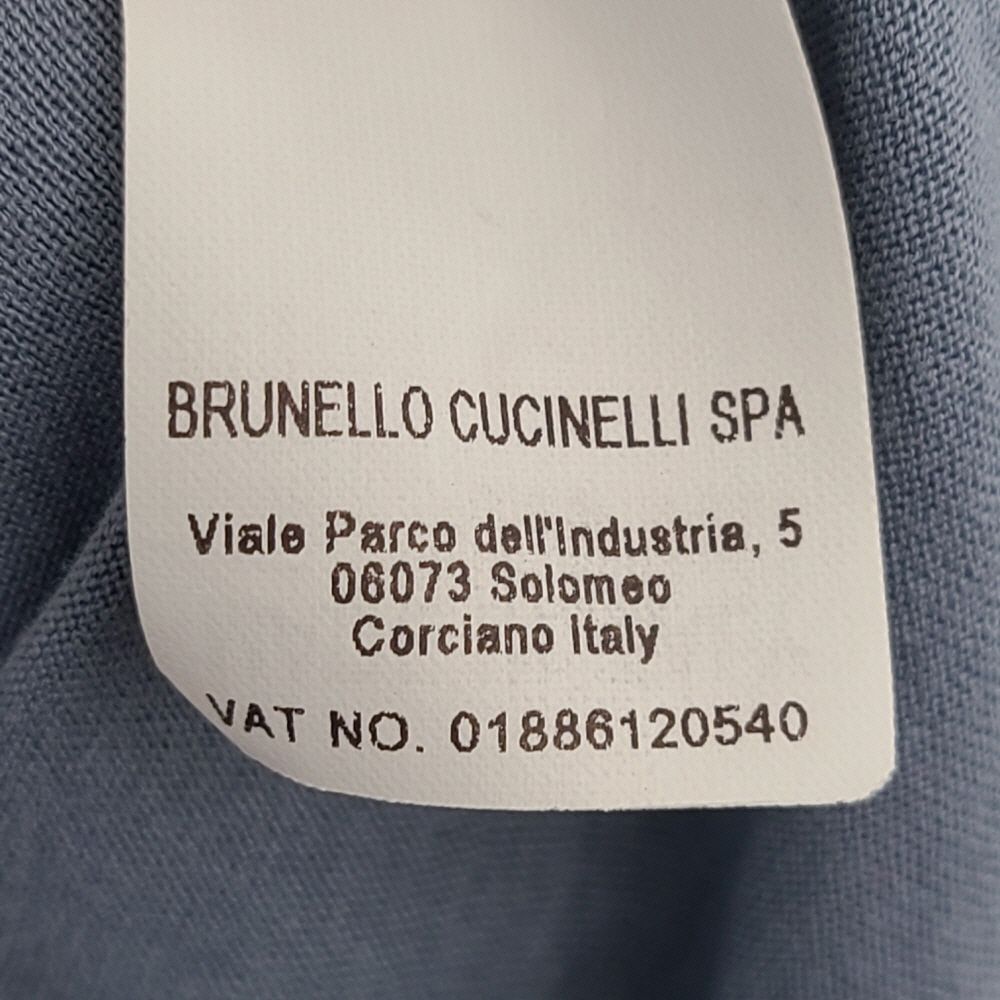 BRUNELLO CUCINELLI SPA
Viale Parco dell'Industria, 5
06073 Solomeo
Corciano Italy
VAT NO. 01886120540